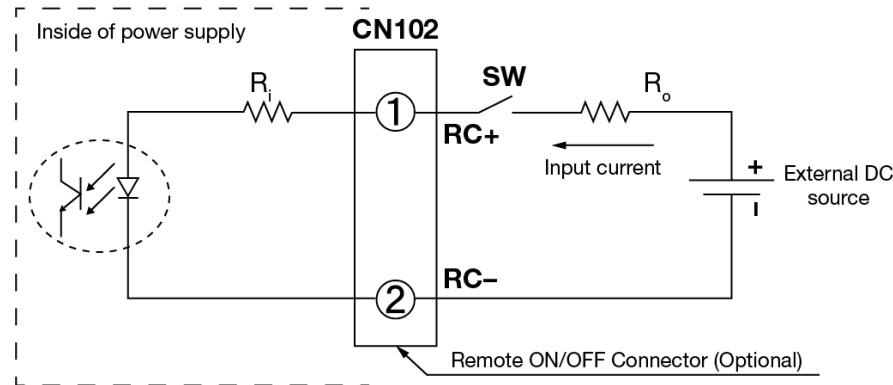 Inside of power supply
CN102
Ri
1
SW
Ro
RC+
Input current
+
External DC
source
2
RC−
Remote ON/OFF Connector (Optional)